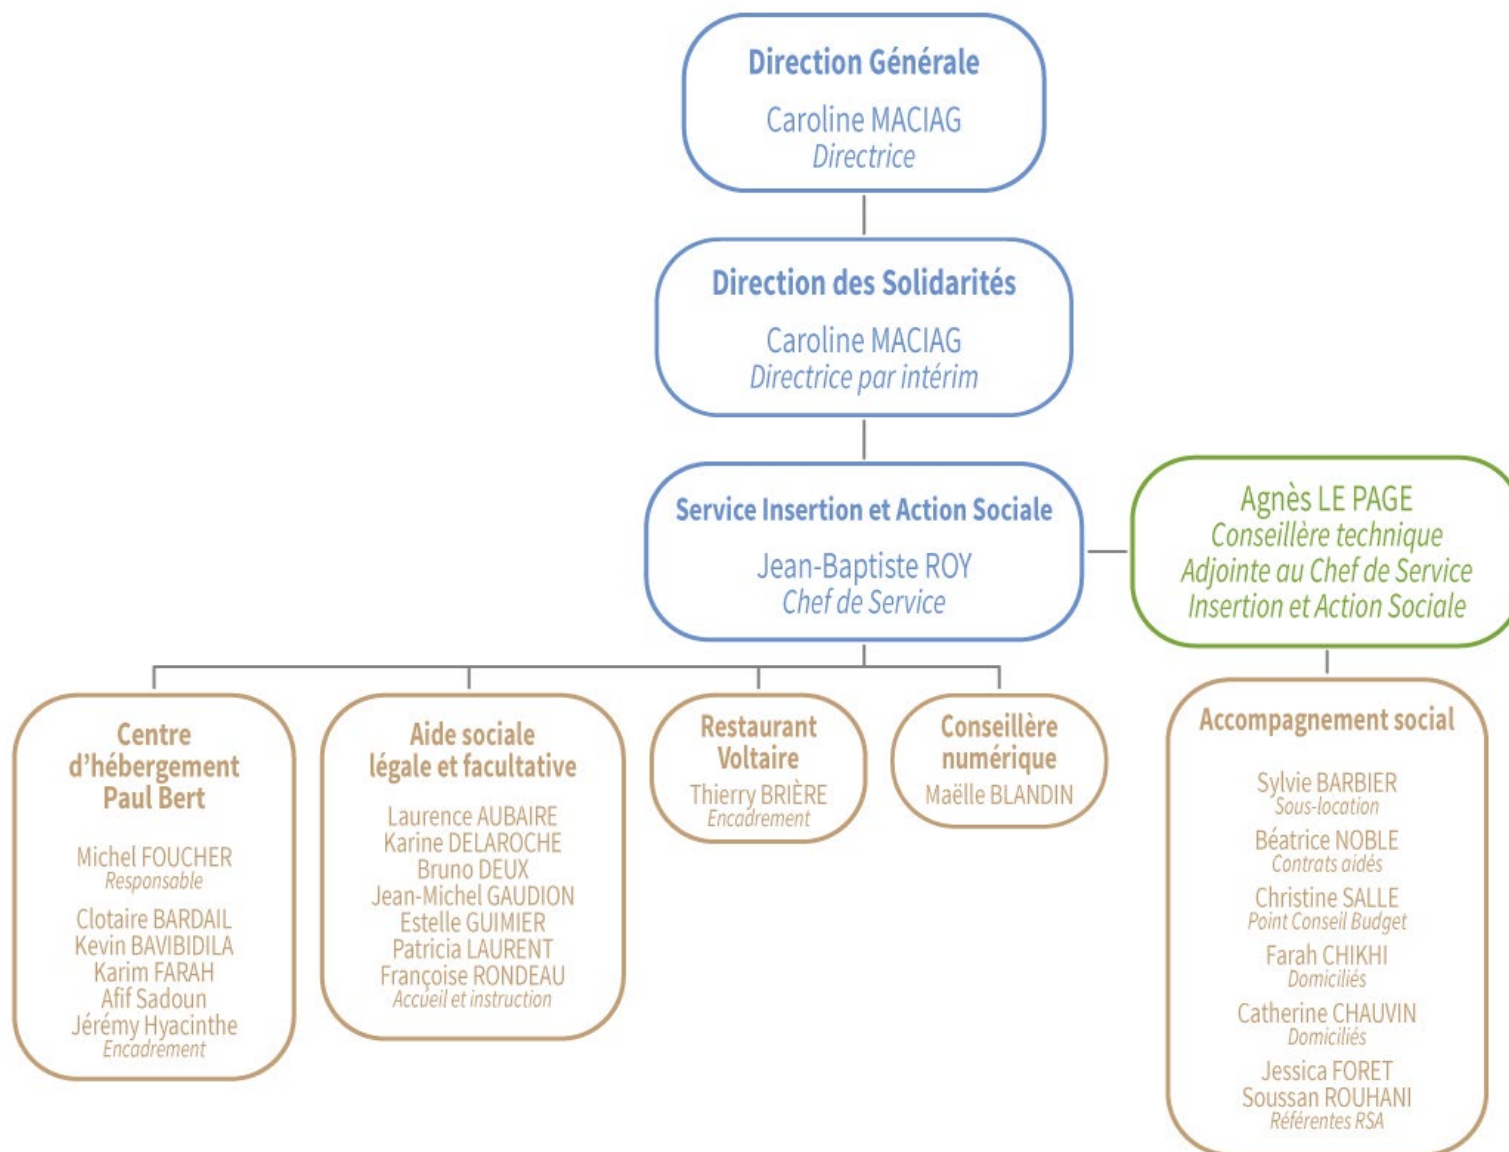 Direction Générale
Caroline MACIAG
Directrice
Direction des Solidarités
Caroline MACIAG
Directrice par intérim
Service Insertion et Action Sociale
Jean-Baptiste ROY
Chef de Service
Agnès LE PAGE
Conseillère technique
Adjointe au Chef de Service
Insertion et Action Sociale
Centre
d’hébergement
Paul Bert
Michel FOUCHER
Responsable
Clotaire BARDAIL
Kevin BAVIBIDILA
Karim FARAH
Afif Sadoun
Jérémy Hyacinthe
Encadrement
Aide sociale
légale et facultative
Laurence AUBAIRE
Karine DELAROCHE
Bruno DEUX
Jean-Michel GAUDION
Estelle GUIMIER
Patricia LAURENT
Françoise RONDEAU
Accueil et instruction
Restaurant
Voltaire
Thierry BRIÈRE
Encadrement
Conseillère
numérique
Maëlle BLANDIN
Accompagnement social
Sylvie BARBIER
Sous-location
Béatrice NOBLE
Contrats aidés
Christine SALLE
Point Conseil Budget
Farah CHIKHI
Domiciliés
Catherine CHAUVIN
Domiciliés
Jessica FORET
Soussan ROUHANI
Référentes RSA